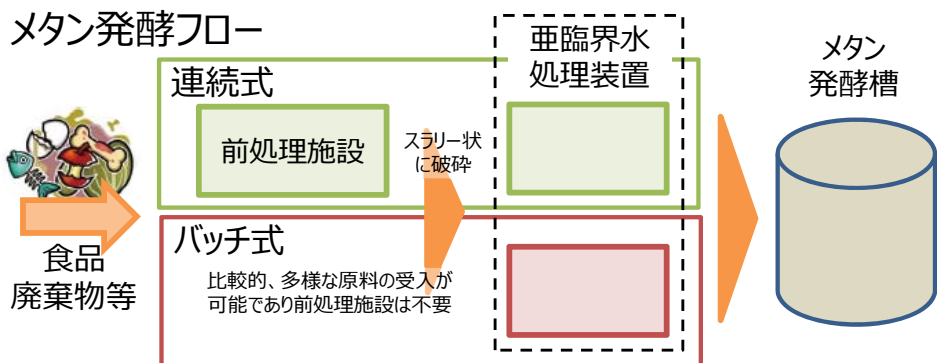 メタン発酵フロー
亜臨界水
処理装置
メタン
発酵槽
連続式
前処理施設
スラリー状
に破砕
食品
廃棄物等
バッチ式
比較的、多様な原料の受入が
可能であり前処理施設は不要